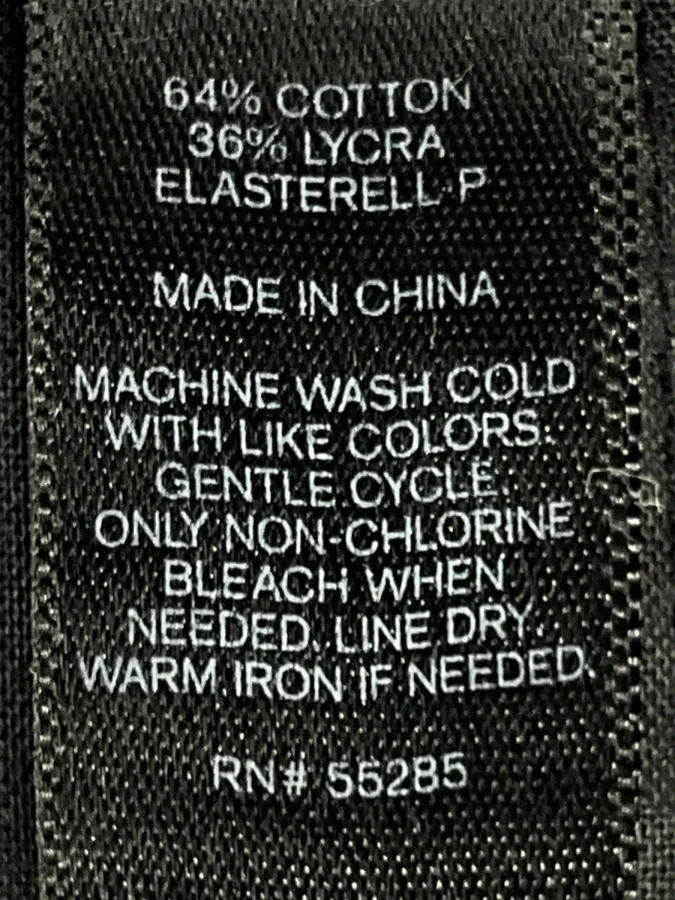 64% COTTON
36% LYCRA
ELASTERELL-P
MADE IN CHINA
MACHINE WASH COLD
WITH LIKE COLORS.
GENTLE CYCLE.
ONLY NON-CHLORINE
BLEACH WHEN
NEEDED. LINE DRY.
WARM IRON IF NEEDED.
RN# 55285